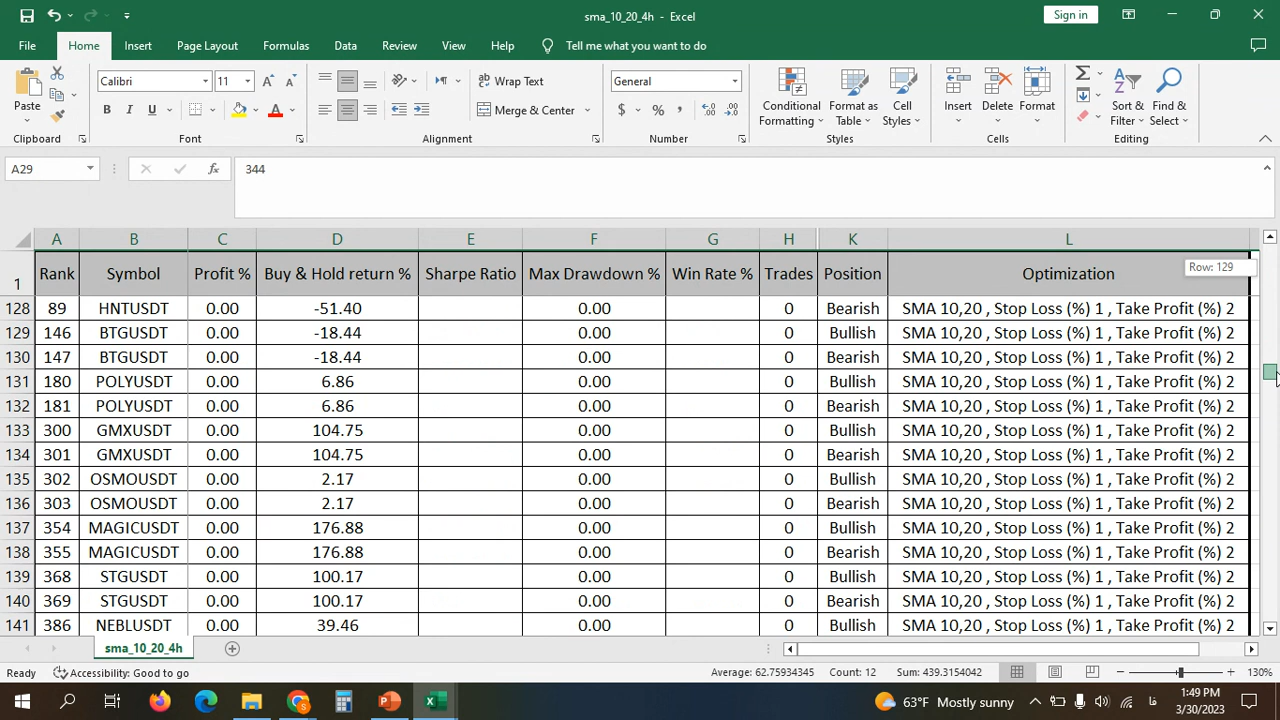 sma_10_20_4h - Excel
Sign in
File Home Insert Page Layout Formulas Data Review View Help Tell me what you want to do
Calibri 11 Wrap Text General
Paste Merge & Center $ % , Conditional Formatting Format as Table Cell Styles Insert Delete Format Sort & Filter Find & Select
Clipboard Font Alignment Number Styles Cells Editing
A29 fx 344
A B C D E F G H K L
1 Rank Symbol Profit % Buy & Hold return % Sharpe Ratio Max Drawdown % Win Rate % Trades Position Optimization
Row: 129
128 89 HNTUSDT 0.00 -51.40 0.00 0 Bearish SMA 10,20 , Stop Loss (%) 1 , Take Profit (%) 2
129 146 BTGUSDT 0.00 -18.44 0.00 0 Bullish SMA 10,20 , Stop Loss (%) 1 , Take Profit (%) 2
130 147 BTGUSDT 0.00 -18.44 0.00 0 Bearish SMA 10,20 , Stop Loss (%) 1 , Take Profit (%) 2
131 180 POLYUSDT 0.00 6.86 0.00 0 Bullish SMA 10,20 , Stop Loss (%) 1 , Take Profit (%) 2
132 181 POLYUSDT 0.00 6.86 0.00 0 Bearish SMA 10,20 , Stop Loss (%) 1 , Take Profit (%) 2
133 300 GMXUSDT 0.00 104.75 0.00 0 Bullish SMA 10,20 , Stop Loss (%) 1 , Take Profit (%) 2
134 301 GMXUSDT 0.00 104.75 0.00 0 Bearish SMA 10,20 , Stop Loss (%) 1 , Take Profit (%) 2
135 302 OSMOUSDT 0.00 2.17 0.00 0 Bullish SMA 10,20 , Stop Loss (%) 1 , Take Profit (%) 2
136 303 OSMOUSDT 0.00 2.17 0.00 0 Bearish SMA 10,20 , Stop Loss (%) 1 , Take Profit (%) 2
137 354 MAGICUSDT 0.00 176.88 0.00 0 Bullish SMA 10,20 , Stop Loss (%) 1 , Take Profit (%) 2
138 355 MAGICUSDT 0.00 176.88 0.00 0 Bearish SMA 10,20 , Stop Loss (%) 1 , Take Profit (%) 2
139 368 STGUSDT 0.00 100.17 0.00 0 Bullish SMA 10,20 , Stop Loss (%) 1 , Take Profit (%) 2
140 369 STGUSDT 0.00 100.17 0.00 0 Bearish SMA 10,20 , Stop Loss (%) 1 , Take Profit (%) 2
141 386 NEBLUSDT 0.00 39.46 0.00 0 Bullish SMA 10,20 , Stop Loss (%) 1 , Take Profit (%) 2
sma_10_20_4h
Ready Accessibility: Good to go Average: 62.75934345 Count: 12 Sum: 439.3154042 130%
63°F Mostly sunny فا 1:49 PM
3/30/2023